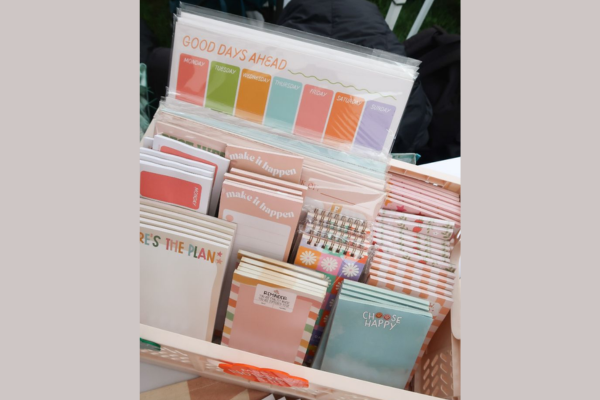 GOOD DAYS AHEAD
MONDAY
TUESDAY
WEDNESDAY
THURSDAY
FRIDAY
SATURDAY
SUNDAY
make it happen
make it happen
RE'S THE PLAN
REMINDER
CHOOSE
HAPPY